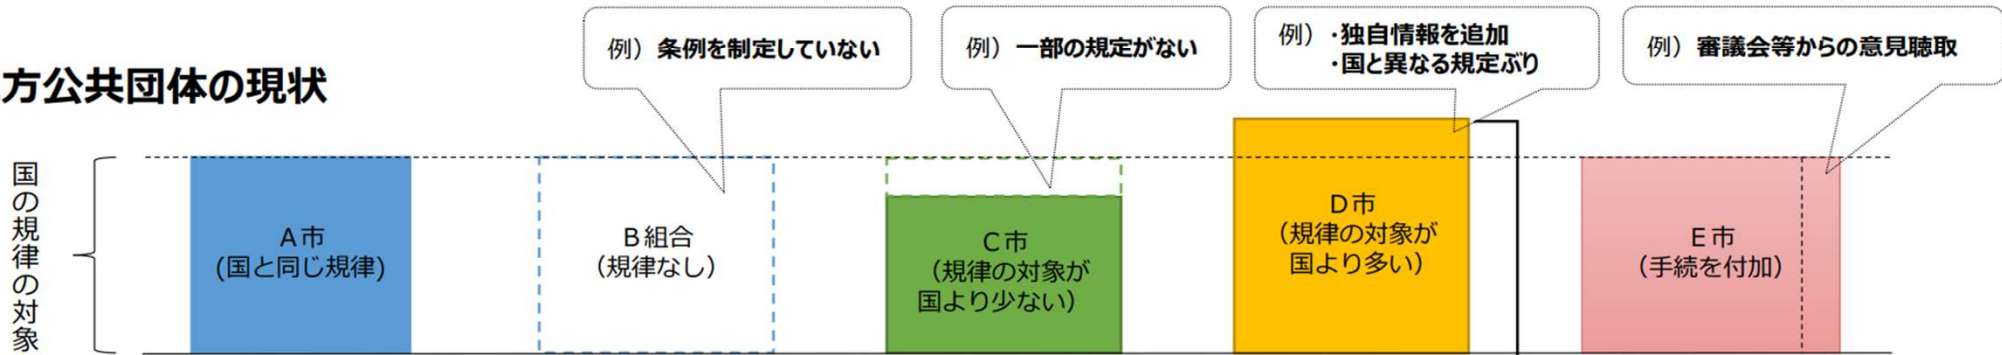 方公共団体の現状
例）条例を制定していない
例）一部の規定がない
例）・独自情報を追加
・国と異なる規定ぶり
例）審議会等からの意見聴取
国の規律の対象
A市
(国と同じ規律)
B組合
（規律なし）
C市
（規律の対象が
国より少ない）
D市
（規律の対象が
国より多い）
E市
（手続を付加）